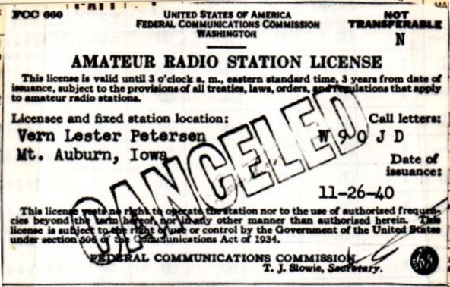 FCC 660
UNITED STATES OF AMERICA
FEDERAL COMMUNICATIONS COMMISSION
WASHINGTON
NOT
TRANSFERABLE
N
AMATEUR RADIO STATION LICENSE
This license is valid until 3 o'clock a. m., eastern standard time, 3 years from date of
issuance, subject to the provisions of all treaties, laws, orders, and regulations that apply
to amateur radio stations.
Licensee and fixed station location: Call letters:
Vern Lester Petersen W 9 O J D
Mt. Auburn, Iowa
Date of
issuance:
11-26-40
CANCELED
This license vests no right to operate the station nor to the use of authorized frequen-
cies beyond the term hereof nor in any other manner than authorized herein. This
license is subject to the right of use or control by the Government of the United States
under section 606 of the Communications Act of 1934.
FEDERAL COMMUNICATIONS COMMISSION
T. J. Slowie, Secretary.